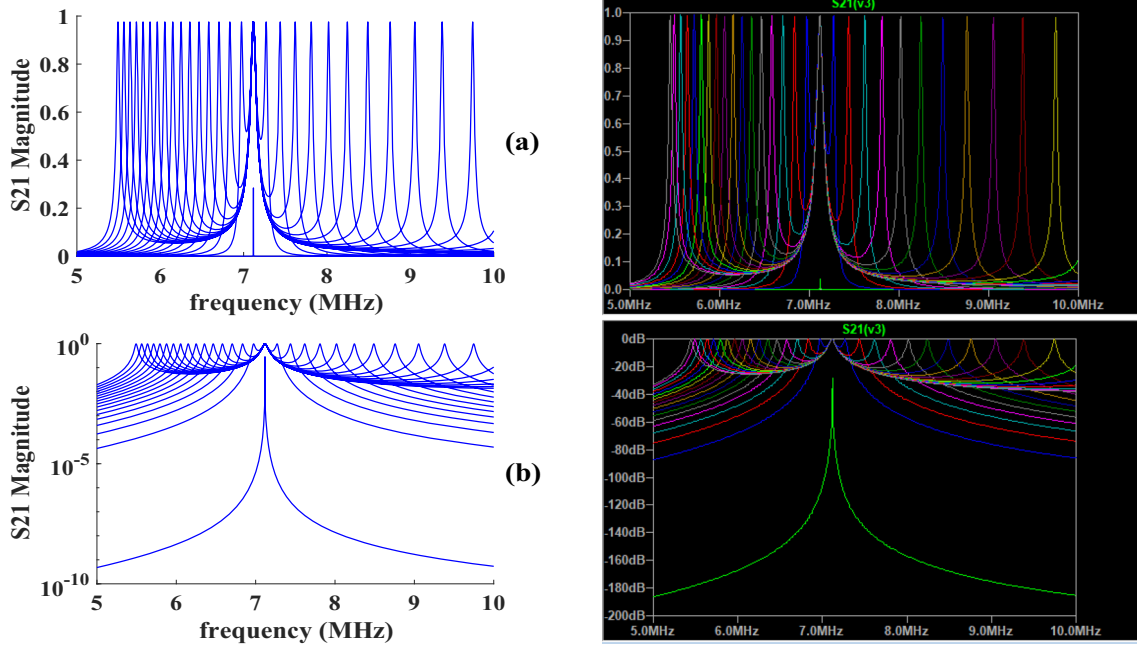 1
0.8
0.6
0.4
0.2
0
S21 Magnitude
5 6 7 8 9 10
frequency (MHz)
(a)
S21(v3)
1.0
0.9
0.8
0.7
0.6
0.5
0.4
0.3
0.2
0.1
0.0
5.0MHz 6.0MHz 7.0MHz 8.0MHz 9.0MHz 10.0MHz
10^0
10^-5
10^-10
S21 Magnitude
5 6 7 8 9 10
frequency (MHz)
(b)
S21(v3)
0dB
-20dB
-40dB
-60dB
-80dB
-100dB
-120dB
-140dB
-160dB
-180dB
-200dB
5.0MHz 6.0MHz 7.0MHz 8.0MHz 9.0MHz 10.0MHz